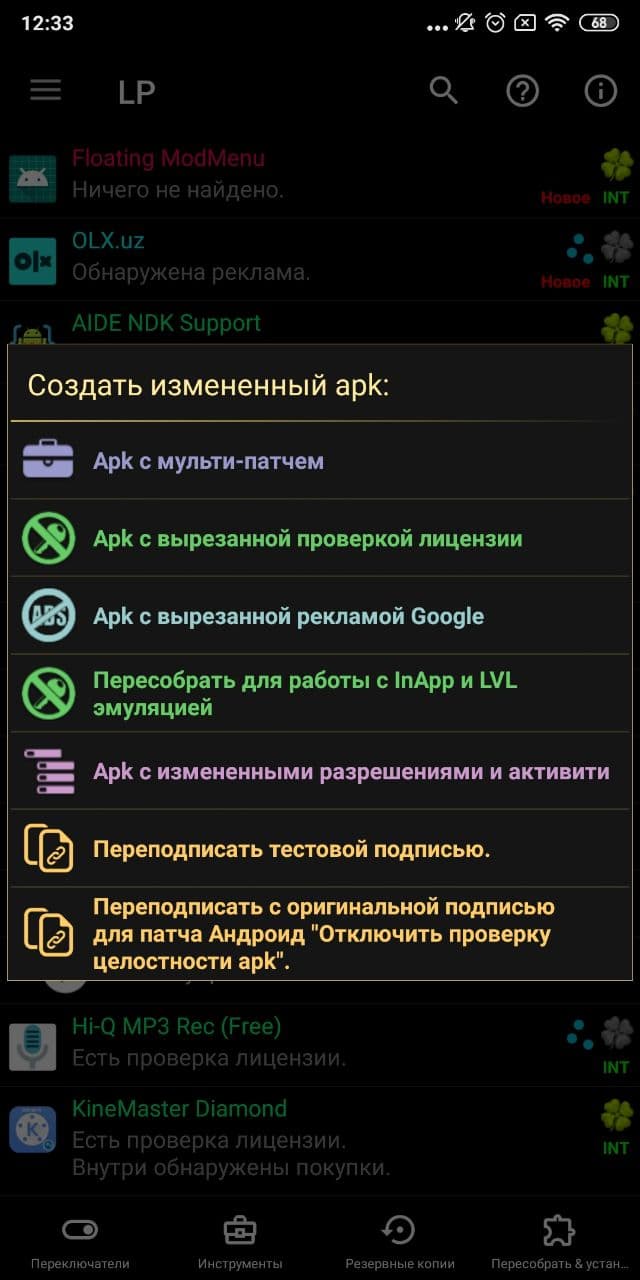 12:33
68
LP
Floating ModMenu
Ничего не найдено.
Новое INT
OLX.uz
Обнаружена реклама.
Новое INT
AIDE NDK Support
Создать измененный apk:
Apk с мульти-патчем
Apk с вырезанной проверкой лицензии
ADS
Apk с вырезанной рекламой Google
Пересобрать для работы с InApp и LVL
эмуляцией
Apk с измененными разрешениями и активити
Переподписать тестовой подписью.
Переподписать с оригинальной подписью
для патча Андроид "Отключить проверку
целостности apk".
Hi-Q MP3 Rec (Free)
Есть проверка лицензии.
INT
KineMaster Diamond
Есть проверка лицензии.
Внутри обнаружены покупки.
INT
Переключатели
Инструменты
Резервные копии
Пересобрать & устан...